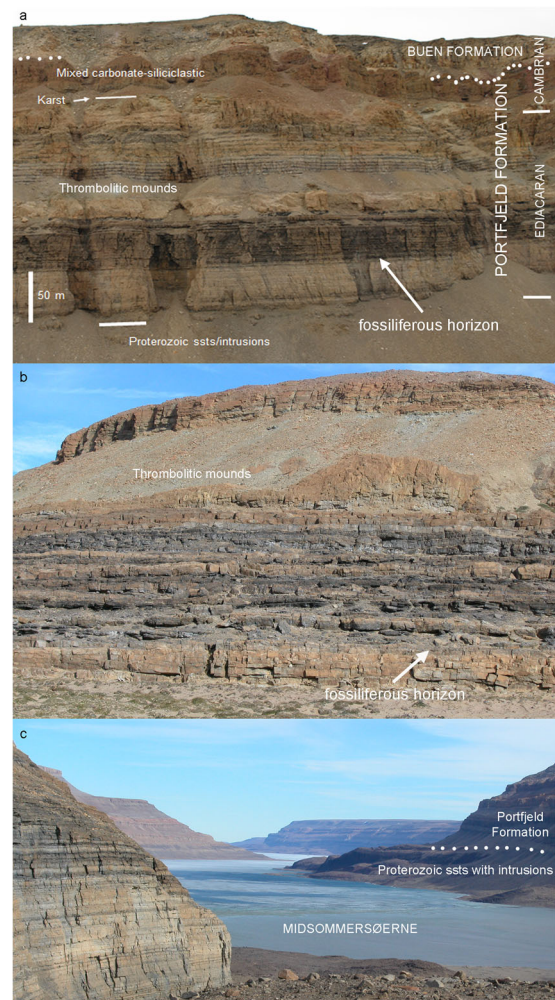 a
BUEN FORMATION
Mixed carbonate-siliciclastic
CAMBRIAN
Karst
PORTFJELD FORMATION
Thrombolitic mounds
EDIACARAN
50 m
fossiliferous horizon
Proterozoic ssts/intrusions
b
Thrombolitic mounds
fossiliferous horizon
c
Portfjeld
Formation
Proterozoic ssts with intrusions
MIDSOMMERSØERNE